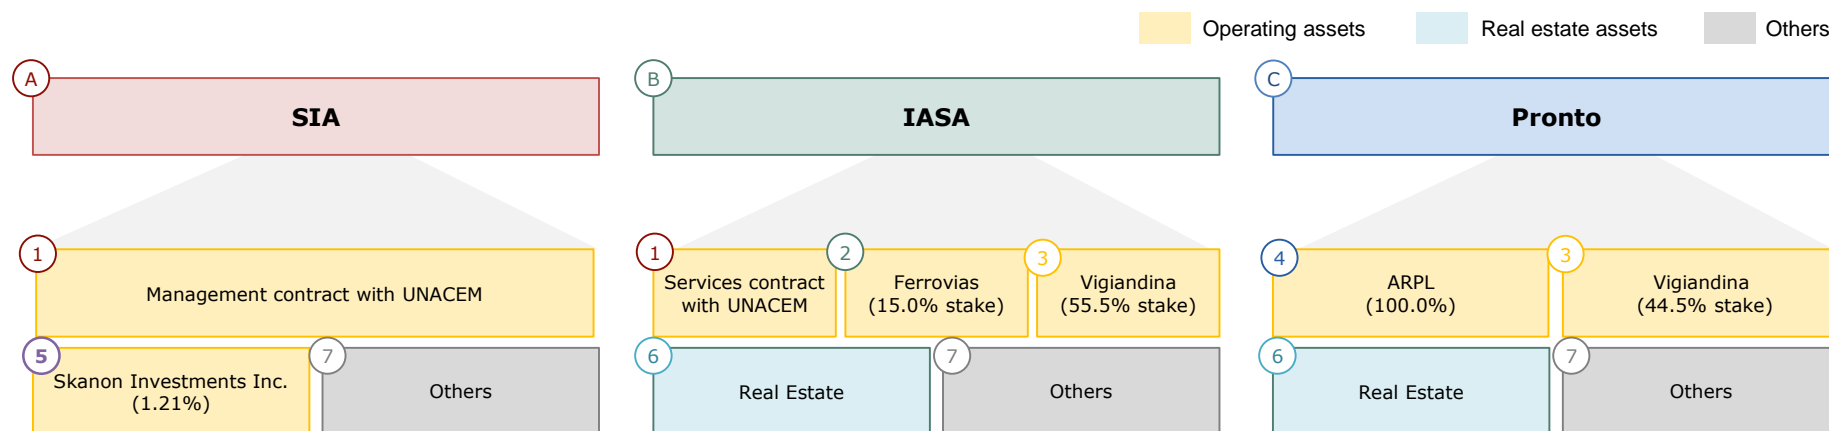 Operating assets
Real estate assets
Others
A
SIA
B
IASA
C
Pronto
1
Management contract with UNACEM
1
Services contract
with UNACEM
2
Ferrovias
(15.0% stake)
3
Vigiandina
(55.5% stake)
4
ARPL
(100.0%)
3
Vigiandina
(44.5% stake)
5
Skanon Investments Inc.
(1.21%)
7
Others
6
Real Estate
7
Others
6
Real Estate
7
Others